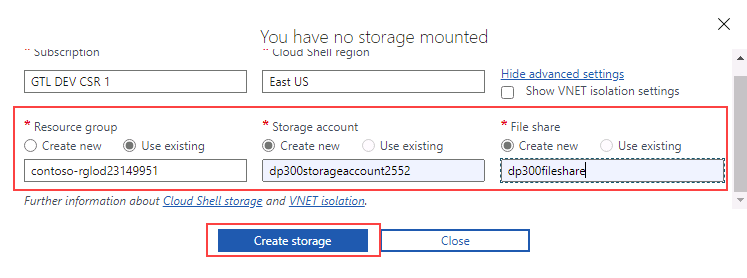 You have no storage mounted
* Subscription * Cloud Shell region
GTL DEV CSR 1 East US Hide advanced settings
Show VNET isolation settings
* Resource group * Storage account * File share
Create new Use existing Create new Use existing Create new Use existing
contoso-rglod23149951 dp300storageaccount2552 dp300fileshare
Further information about Cloud Shell storage and VNET isolation.
Create storage Close